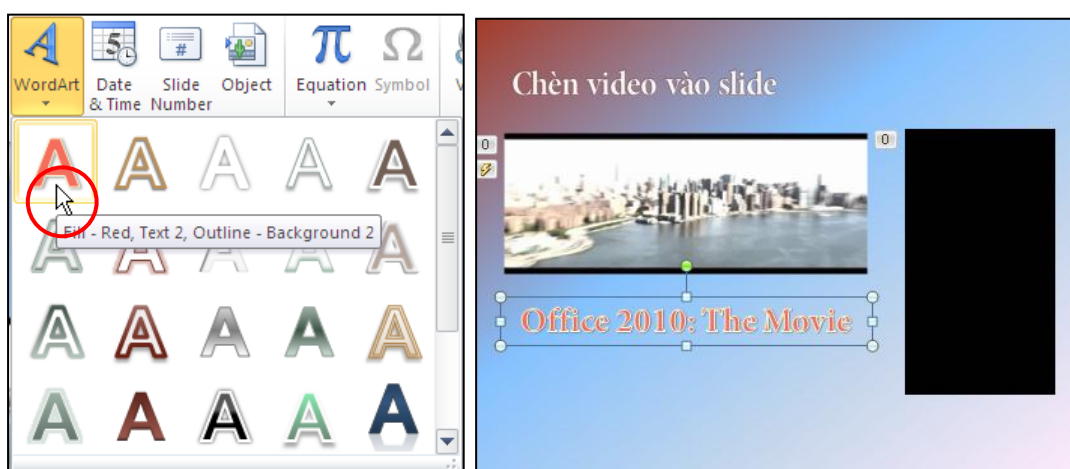 WordArt
Date & Time
Slide Number
Object
Equation
Symbol
Fill - Red, Text 2, Outline - Background 2
Chèn video vào slide
0
0
Office 2010: The Movie